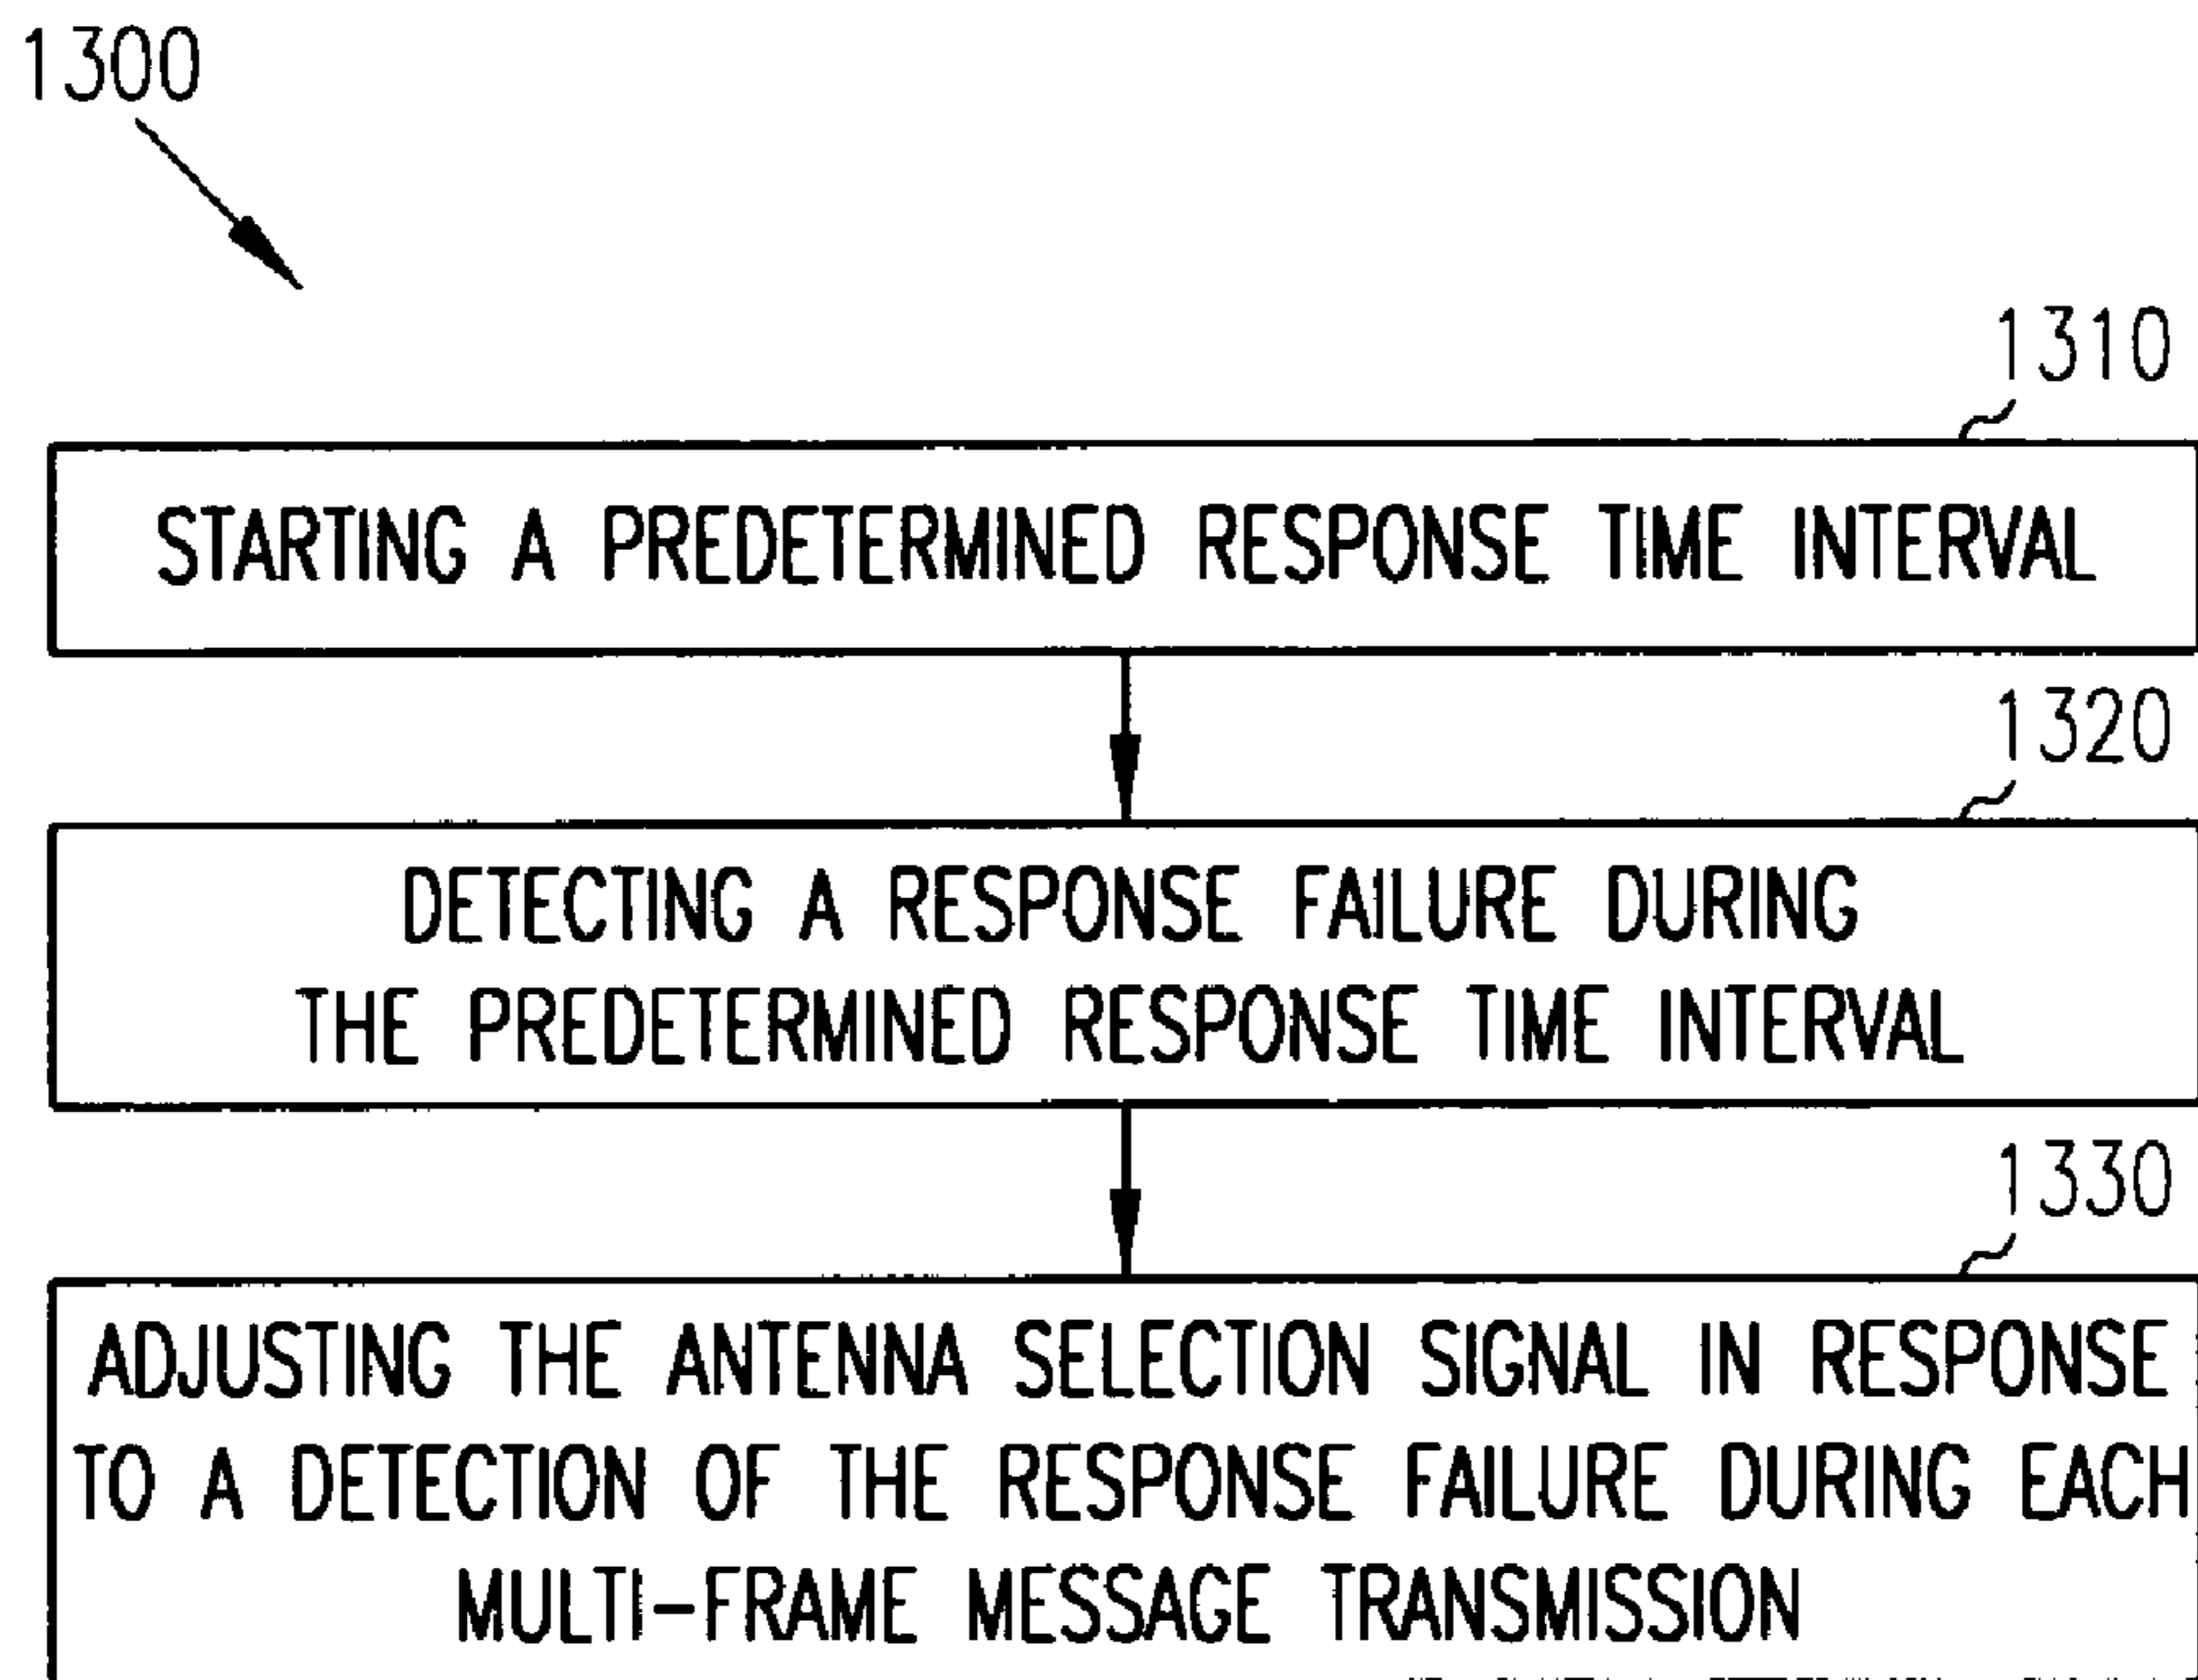 1300
1310
STARTING A PREDETERMINED RESPONSE TIME INTERVAL
1320
DETECTING A RESPONSE FAILURE DURING
THE PREDETERMINED RESPONSE TIME INTERVAL
1330
ADJUSTING THE ANTENNA SELECTION SIGNAL IN RESPONSE
TO A DETECTION OF THE RESPONSE FAILURE DURING EACH
MULTI-FRAME MESSAGE TRANSMISSION